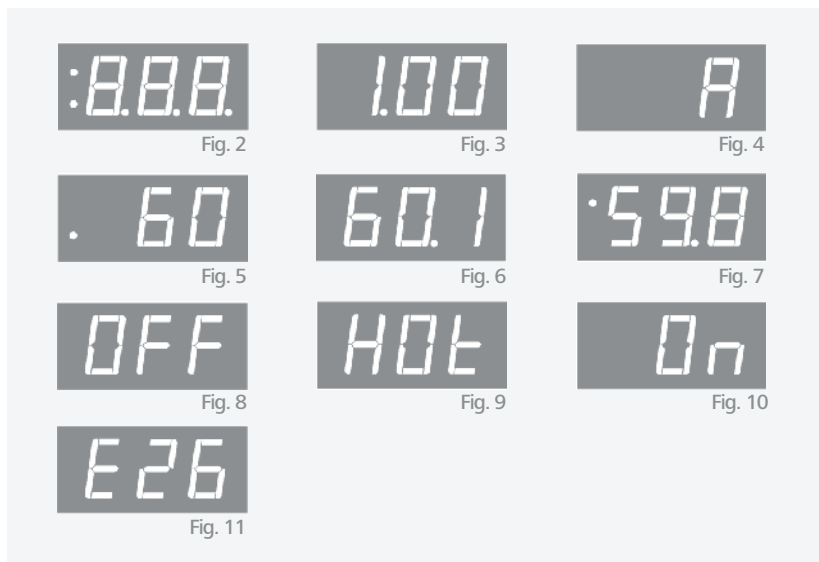 :8.8.8. 1.00 A
Fig. 2 Fig. 3 Fig. 4
. 60 60.1 ·59.8
Fig. 5 Fig. 6 Fig. 7
OFF HOt On
Fig. 8 Fig. 9 Fig. 10
E26
Fig. 11